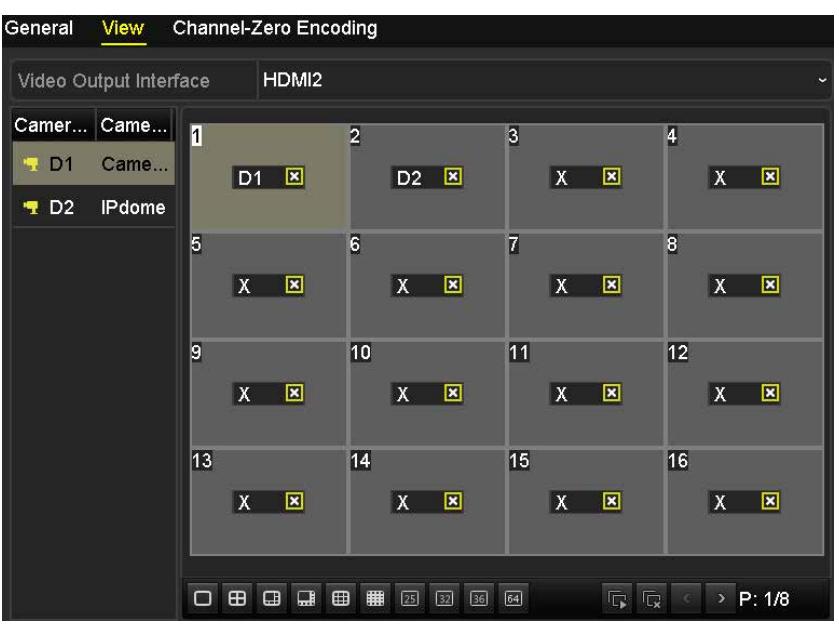 General View Channel-Zero Encoding
Video Output Interface HDMI2
Camer... Came...
D1 Came...
D2 IPdome
1 2 3 4
D1 D2 X X
5 6 7 8
X X X X
9 10 11 12
X X X X
13 14 15 16
X X X X
25 32 36 64 P: 1/8